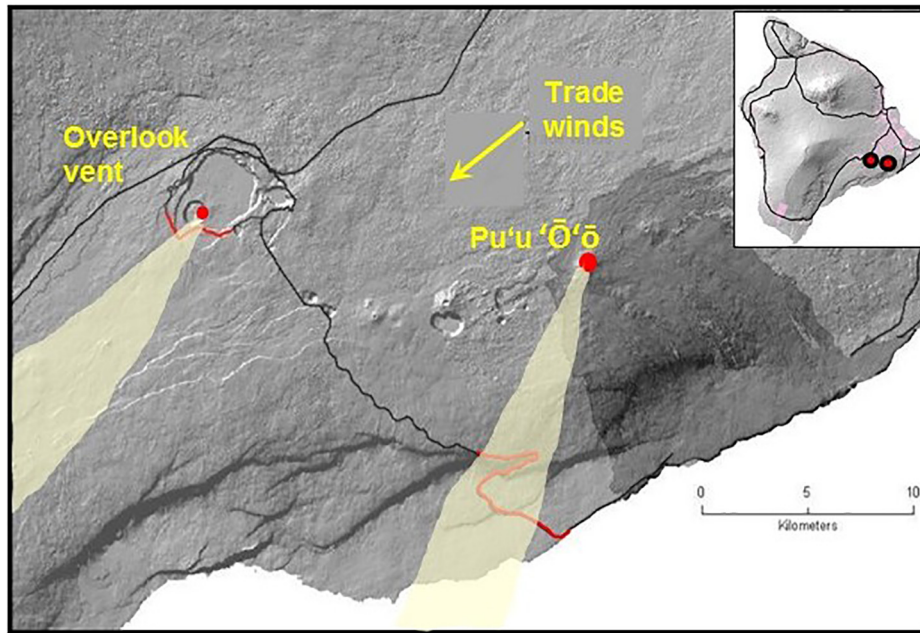 Trade
winds
Overlook
vent
Pu‘u ‘Ō‘ō
0 5 10
Kilometers